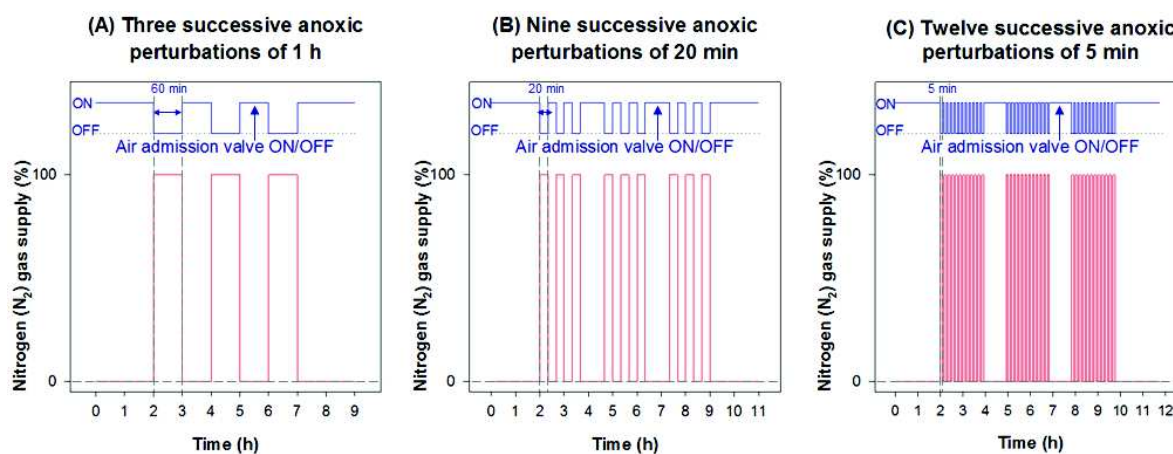 (A) Three successive anoxic
perturbations of 1 h
60 min
ON
OFF
Air admission valve ON/OFF
100
0
Nitrogen (N₂) gas supply (%)
0 1 2 3 4 5 6 7 8 9
Time (h)
(B) Nine successive anoxic
perturbations of 20 min
20 min
ON
OFF
Air admission valve ON/OFF
100
0
Nitrogen (N₂) gas supply (%)
0 1 2 3 4 5 6 7 8 9 10 11
Time (h)
(C) Twelve successive anoxic
perturbations of 5 min
5 min
ON
OFF
Air admission valve ON/OFF
100
0
Nitrogen (N₂) gas supply (%)
0 1 2 3 4 5 6 7 8 9 10 11 12
Time (h)